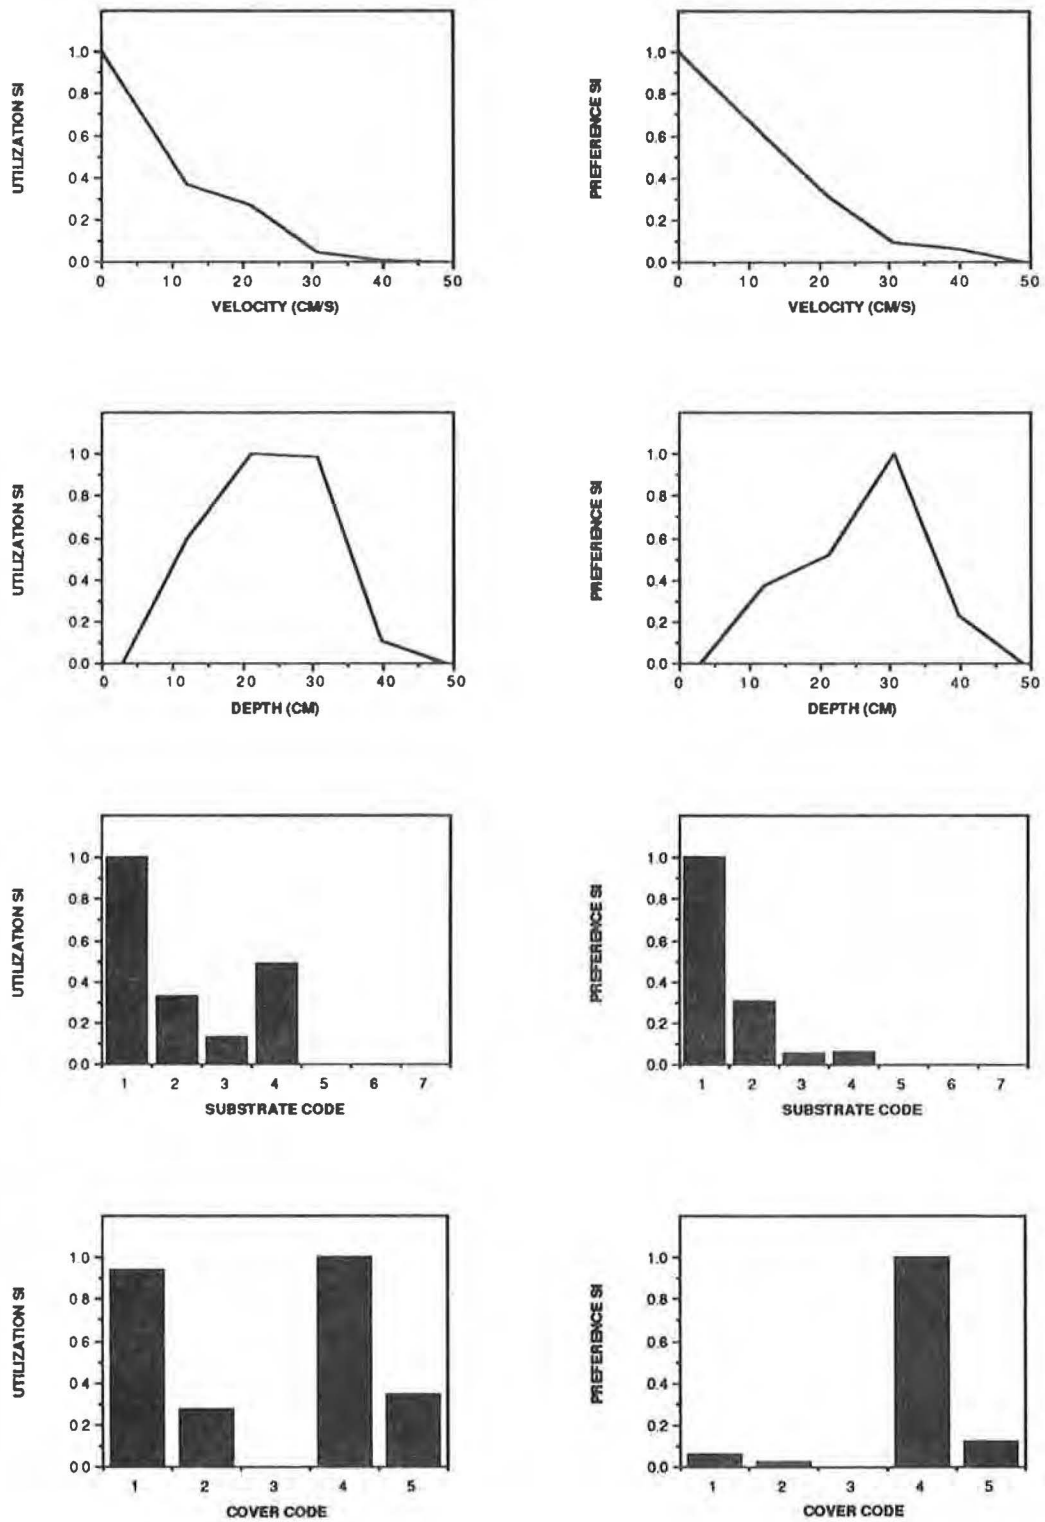 UTILIZATION SI
1.0
0.8
0.6
0.4
0.2
0.0
0 10 20 30 40 50
VELOCITY (CM/S)
PREFERENCE SI
1.0
0.8
0.6
0.4
0.2
0.0
0 10 20 30 40 50
VELOCITY (CM/S)
UTILIZATION SI
1.0
0.8
0.6
0.4
0.2
0.0
0 10 20 30 40 50
DEPTH (CM)
PREFERENCE SI
1.0
0.8
0.6
0.4
0.2
0.0
0 10 20 30 40 50
DEPTH (CM)
UTILIZATION SI
1.0
0.8
0.6
0.4
0.2
0.0
1 2 3 4 5 6 7
SUBSTRATE CODE
PREFERENCE SI
1.0
0.8
0.6
0.4
0.2
0.0
1 2 3 4 5 6 7
SUBSTRATE CODE
UTILIZATION SI
1.0
0.8
0.6
0.4
0.2
0.0
1 2 3 4 5
COVER CODE
PREFERENCE SI
1.0
0.8
0.6
0.4
0.2
0.0
1 2 3 4 5
COVER CODE